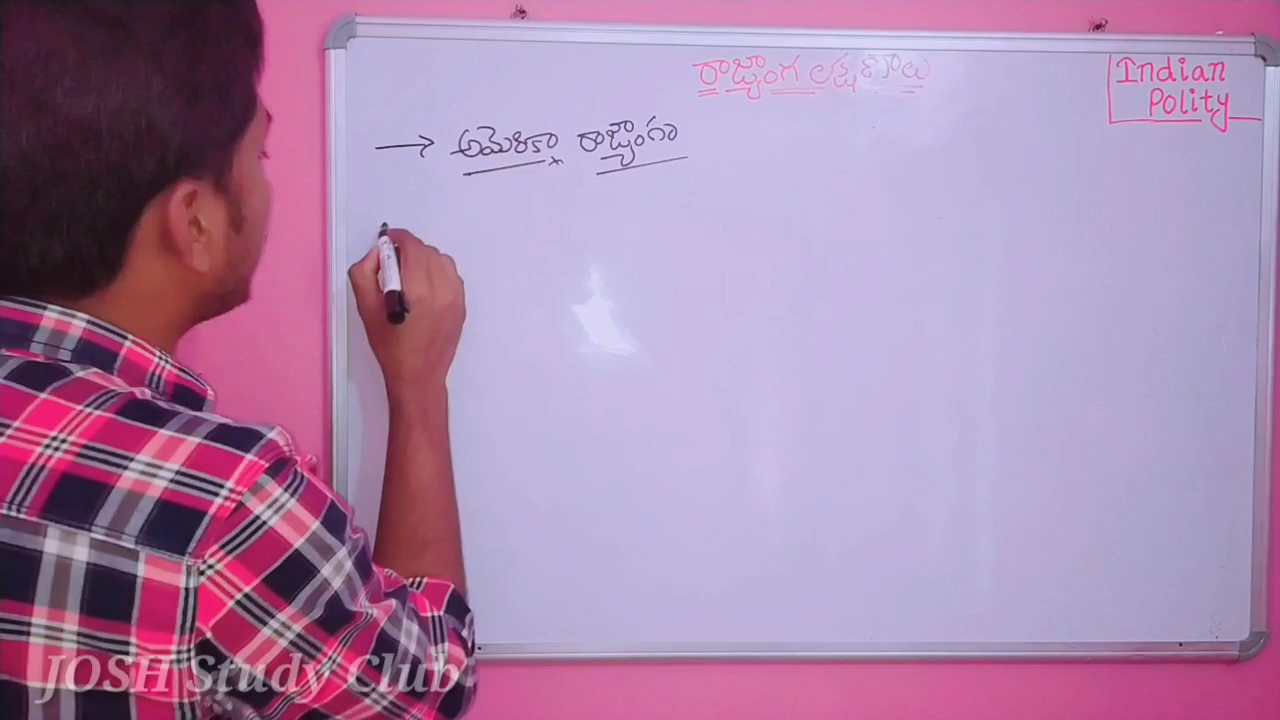 రాజ్యాంగ లక్షణాలు
Indian
Polity
→ అమెరికా రాజ్యాంగా
JOSH Study Club